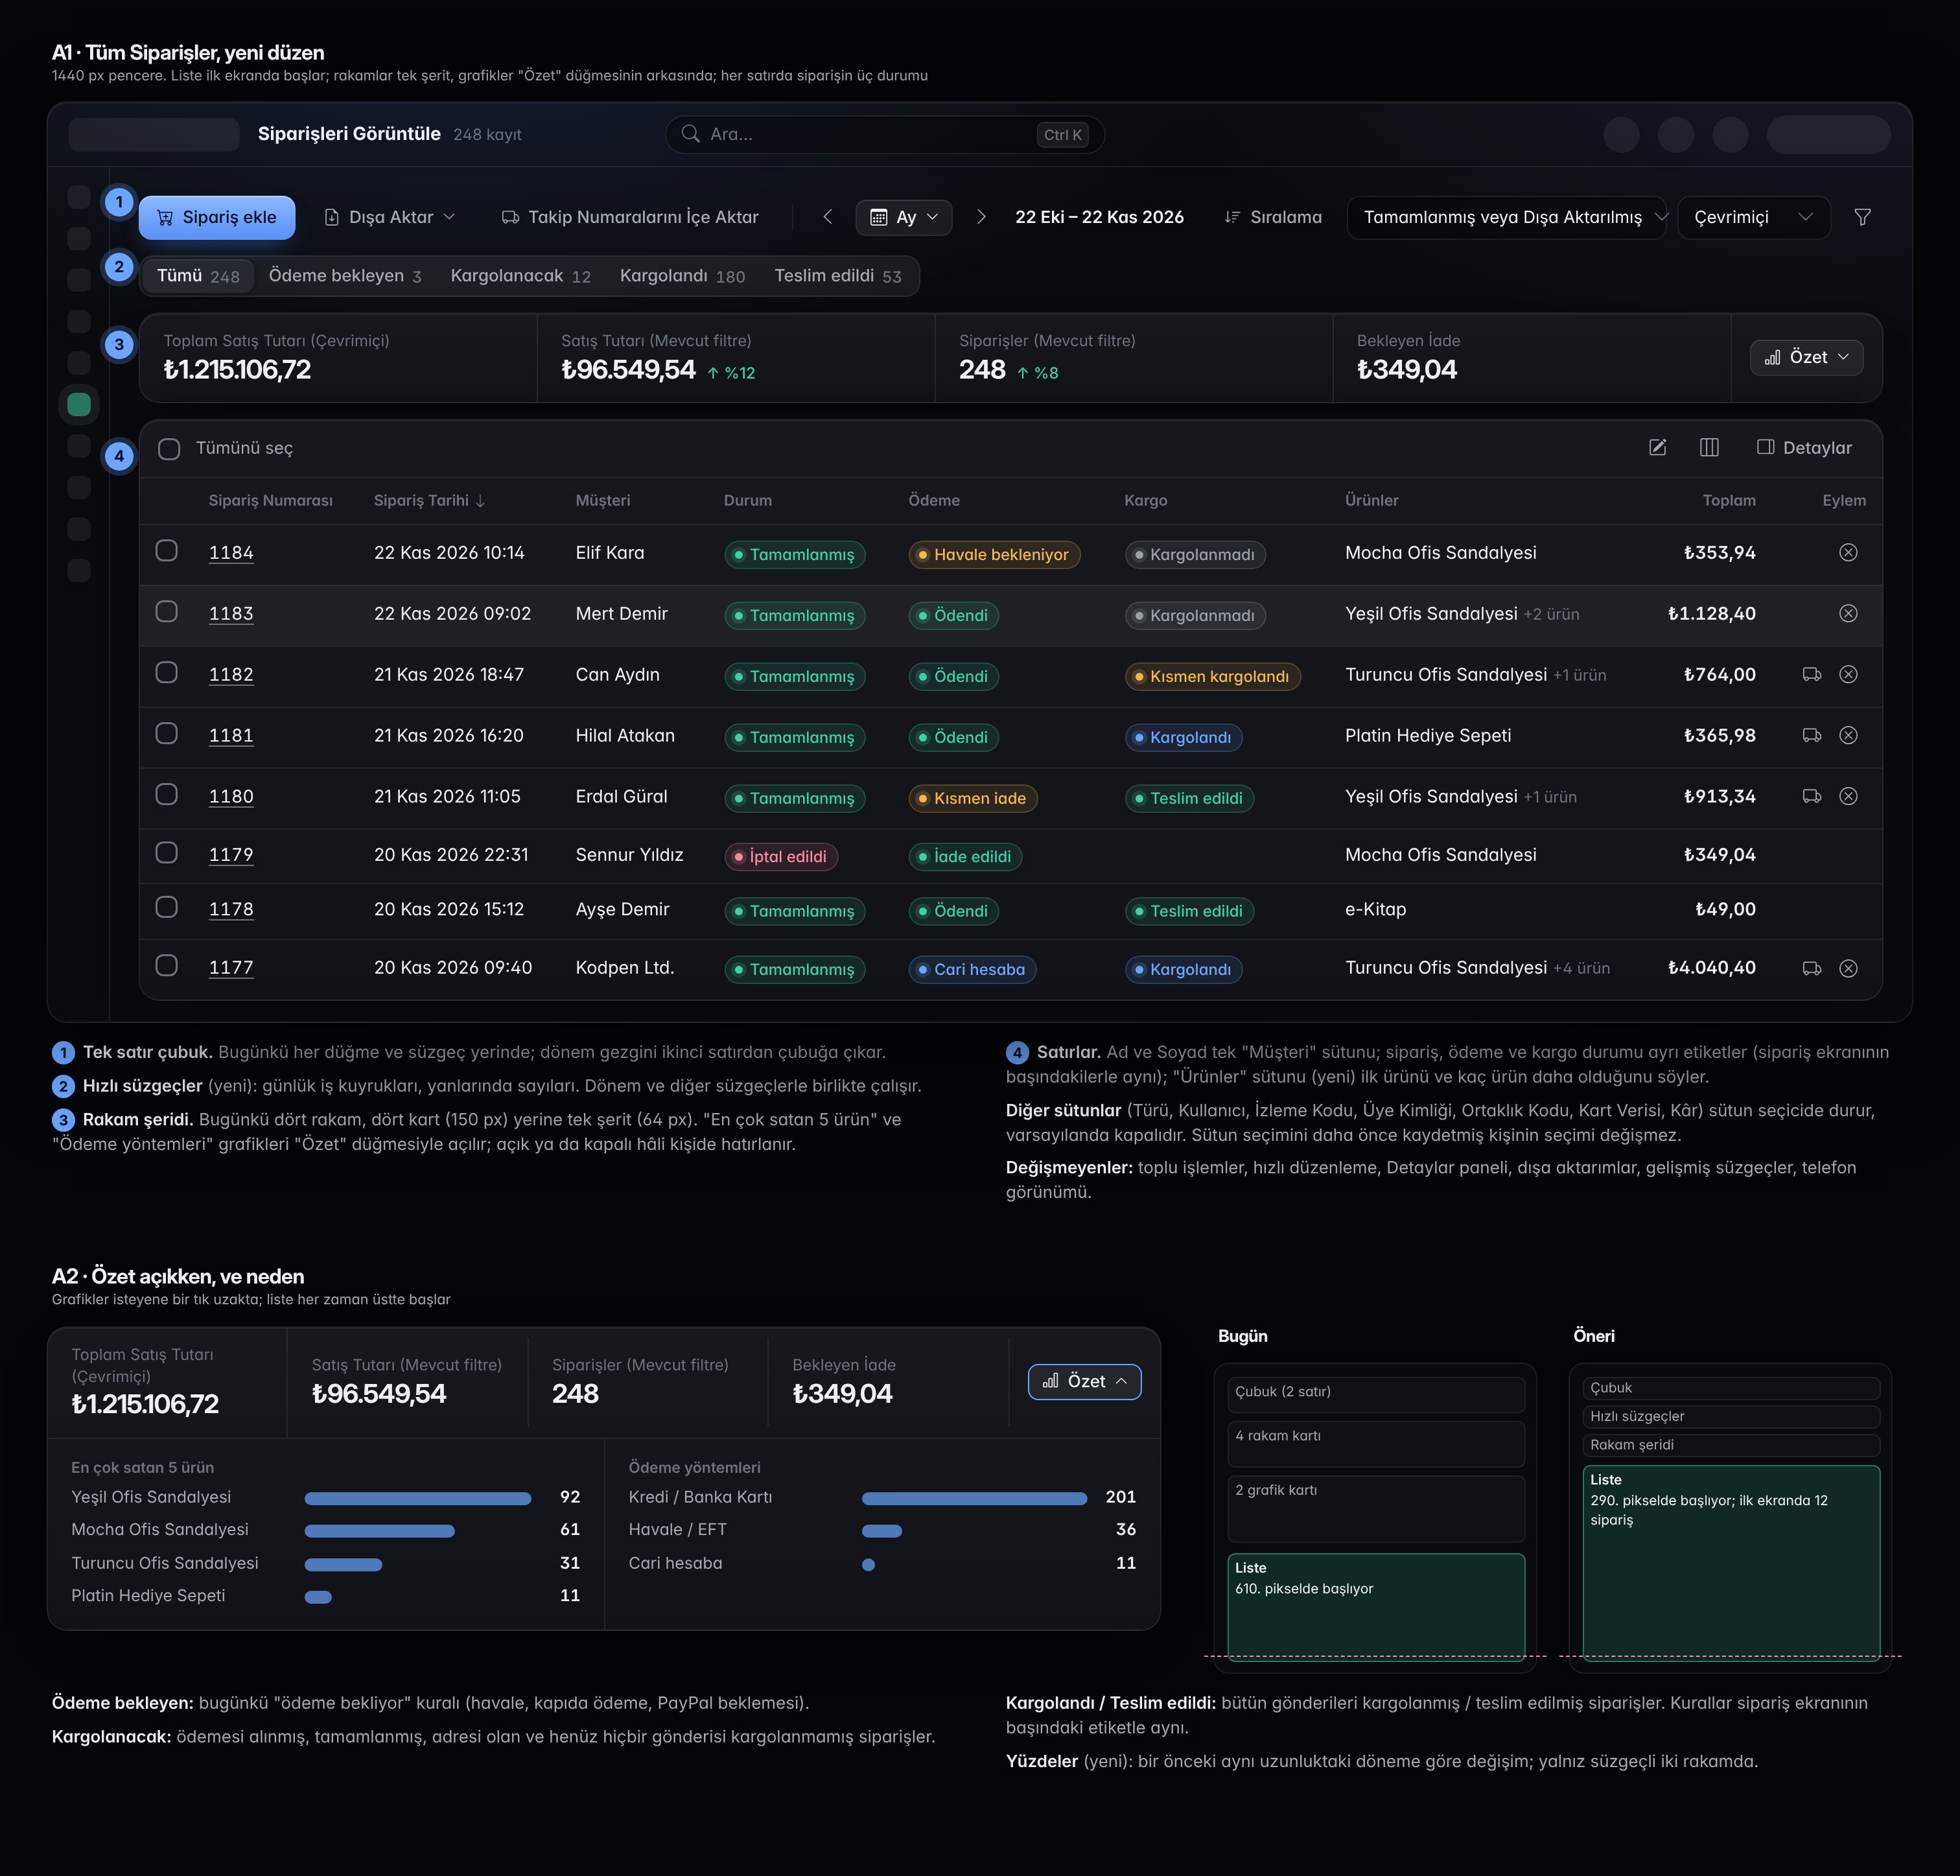 A1 · Tüm Siparişler, yeni düzen
1440 px pencere. Liste ilk ekranda başlar; rakamlar tek şerit, grafikler "Özet" düğmesinin arkasında; her satırda siparişin üç durumu
Siparişleri Görüntüle 248 kayıt
Ara... Ctrl K
1 Sipariş ekle Dışa Aktar Takip Numaralarını İçe Aktar Ay 22 Eki – 22 Kas 2026 Sıralama Tamamlanmış veya Dışa Aktarılmış Çevrimiçi
2 Tümü 248 Ödeme bekleyen 3 Kargolanacak 12 Kargolandı 180 Teslim edildi 53
3 Toplam Satış Tutarı (Çevrimiçi) Satış Tutarı (Mevcut filtre) Siparişler (Mevcut filtre) Bekleyen İade
₺1.215.106,72 ₺96.549,54 ↑ %12 248 ↑ %8 ₺349,04 Özet
4 Tümünü seç Detaylar
Sipariş Numarası Sipariş Tarihi ↓ Müşteri Durum Ödeme Kargo Ürünler Toplam Eylem
1184 22 Kas 2026 10:14 Elif Kara Tamamlanmış Havale bekleniyor Kargolanmadı Mocha Ofis Sandalyesi ₺353,94
1183 22 Kas 2026 09:02 Mert Demir Tamamlanmış Ödendi Kargolanmadı Yeşil Ofis Sandalyesi +2 ürün ₺1.128,40
1182 21 Kas 2026 18:47 Can Aydın Tamamlanmış Ödendi Kısmen kargolandı Turuncu Ofis Sandalyesi +1 ürün ₺764,00
1181 21 Kas 2026 16:20 Hilal Atakan Tamamlanmış Ödendi Kargolandı Platin Hediye Sepeti ₺365,98
1180 21 Kas 2026 11:05 Erdal Güral Tamamlanmış Kısmen iade Teslim edildi Yeşil Ofis Sandalyesi +1 ürün ₺913,34
1179 20 Kas 2026 22:31 Sennur Yıldız İptal edildi İade edildi Mocha Ofis Sandalyesi ₺349,04
1178 20 Kas 2026 15:12 Ayşe Demir Tamamlanmış Ödendi Teslim edildi e-Kitap ₺49,00
1177 20 Kas 2026 09:40 Kodpen Ltd. Tamamlanmış Cari hesaba Kargolandı Turuncu Ofis Sandalyesi +4 ürün ₺4.040,40
1 Tek satır çubuk. Bugünkü her düğme ve süzgeç yerinde; dönem gezgini ikinci satırdan çubuğa çıkar.
2 Hızlı süzgeçler (yeni): günlük iş kuyrukları, yanlarında sayıları. Dönem ve diğer süzgeçlerle birlikte çalışır.
3 Rakam şeridi. Bugünkü dört rakam, dört kart (150 px) yerine tek şerit (64 px). "En çok satan 5 ürün" ve
"Ödeme yöntemleri" grafikleri "Özet" düğmesiyle açılır; açık ya da kapalı hâli kişide hatırlanır.
4 Satırlar. Ad ve Soyad tek "Müşteri" sütunu; sipariş, ödeme ve kargo durumu ayrı etiketler (sipariş ekranının
başındakilerle aynı); "Ürünler" sütunu (yeni) ilk ürünü ve kaç ürün daha olduğunu söyler.
Diğer sütunlar (Türü, Kullanıcı, İzleme Kodu, Üye Kimliği, Ortaklık Kodu, Kart Verisi, Kâr) sütun seçicide durur,
varsayılanda kapalıdır. Sütun seçimini daha önce kaydetmiş kişinin seçimi değişmez.
Değişmeyenler: toplu işlemler, hızlı düzenleme, Detaylar paneli, dışa aktarımlar, gelişmiş süzgeçler, telefon
görünümü.
A2 · Özet açıkken, ve neden
Grafikler isteyene bir tık uzakta; liste her zaman üstte başlar
Toplam Satış Tutarı
(Çevrimiçi)
₺1.215.106,72
Satış Tutarı (Mevcut filtre)
₺96.549,54
Siparişler (Mevcut filtre)
248
Bekleyen İade
₺349,04
Özet
En çok satan 5 ürün
Yeşil Ofis Sandalyesi 92
Mocha Ofis Sandalyesi 61
Turuncu Ofis Sandalyesi 31
Platin Hediye Sepeti 11
Ödeme yöntemleri
Kredi / Banka Kartı 201
Havale / EFT 36
Cari hesaba 11
Bugün
Çubuk (2 satır)
4 rakam kartı
2 grafik kartı
Liste
610. pikselde başlıyor
Öneri
Çubuk
Hızlı süzgeçler
Rakam şeridi
Liste
290. pikselde başlıyor; ilk ekranda 12
sipariş
Ödeme bekleyen: bugünkü "ödeme bekliyor" kuralı (havale, kapıda ödeme, PayPal beklemesi).
Kargolanacak: ödemesi alınmış, tamamlanmış, adresi olan ve henüz hiçbir gönderisi kargolanmamış siparişler.
Kargolandı / Teslim edildi: bütün gönderileri kargolanmış / teslim edilmiş siparişler. Kurallar sipariş ekranının
başındaki etiketle aynı.
Yüzdeler (yeni): bir önceki aynı uzunluktaki döneme göre değişim; yalnız süzgeçli iki rakamda.